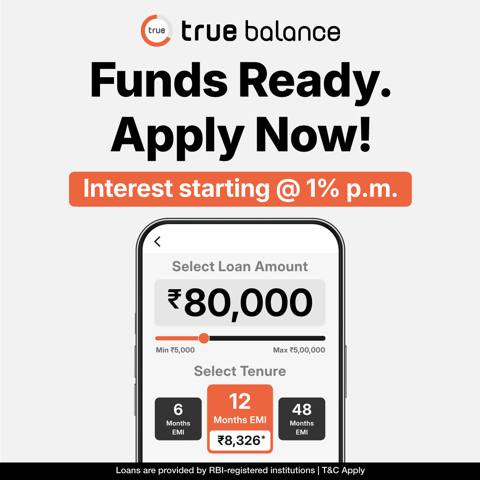 true
true balance
Funds Ready.
Apply Now!
Interest starting @ 1% p.m.
Select Loan Amount
₹80,000
Min ₹5,000 Max ₹5,00,000
Select Tenure
6
Months
EMI
12
Months EMI
₹8,326*
48
Months
EMI
Loans are provided by RBI-registered institutions | T&C Apply